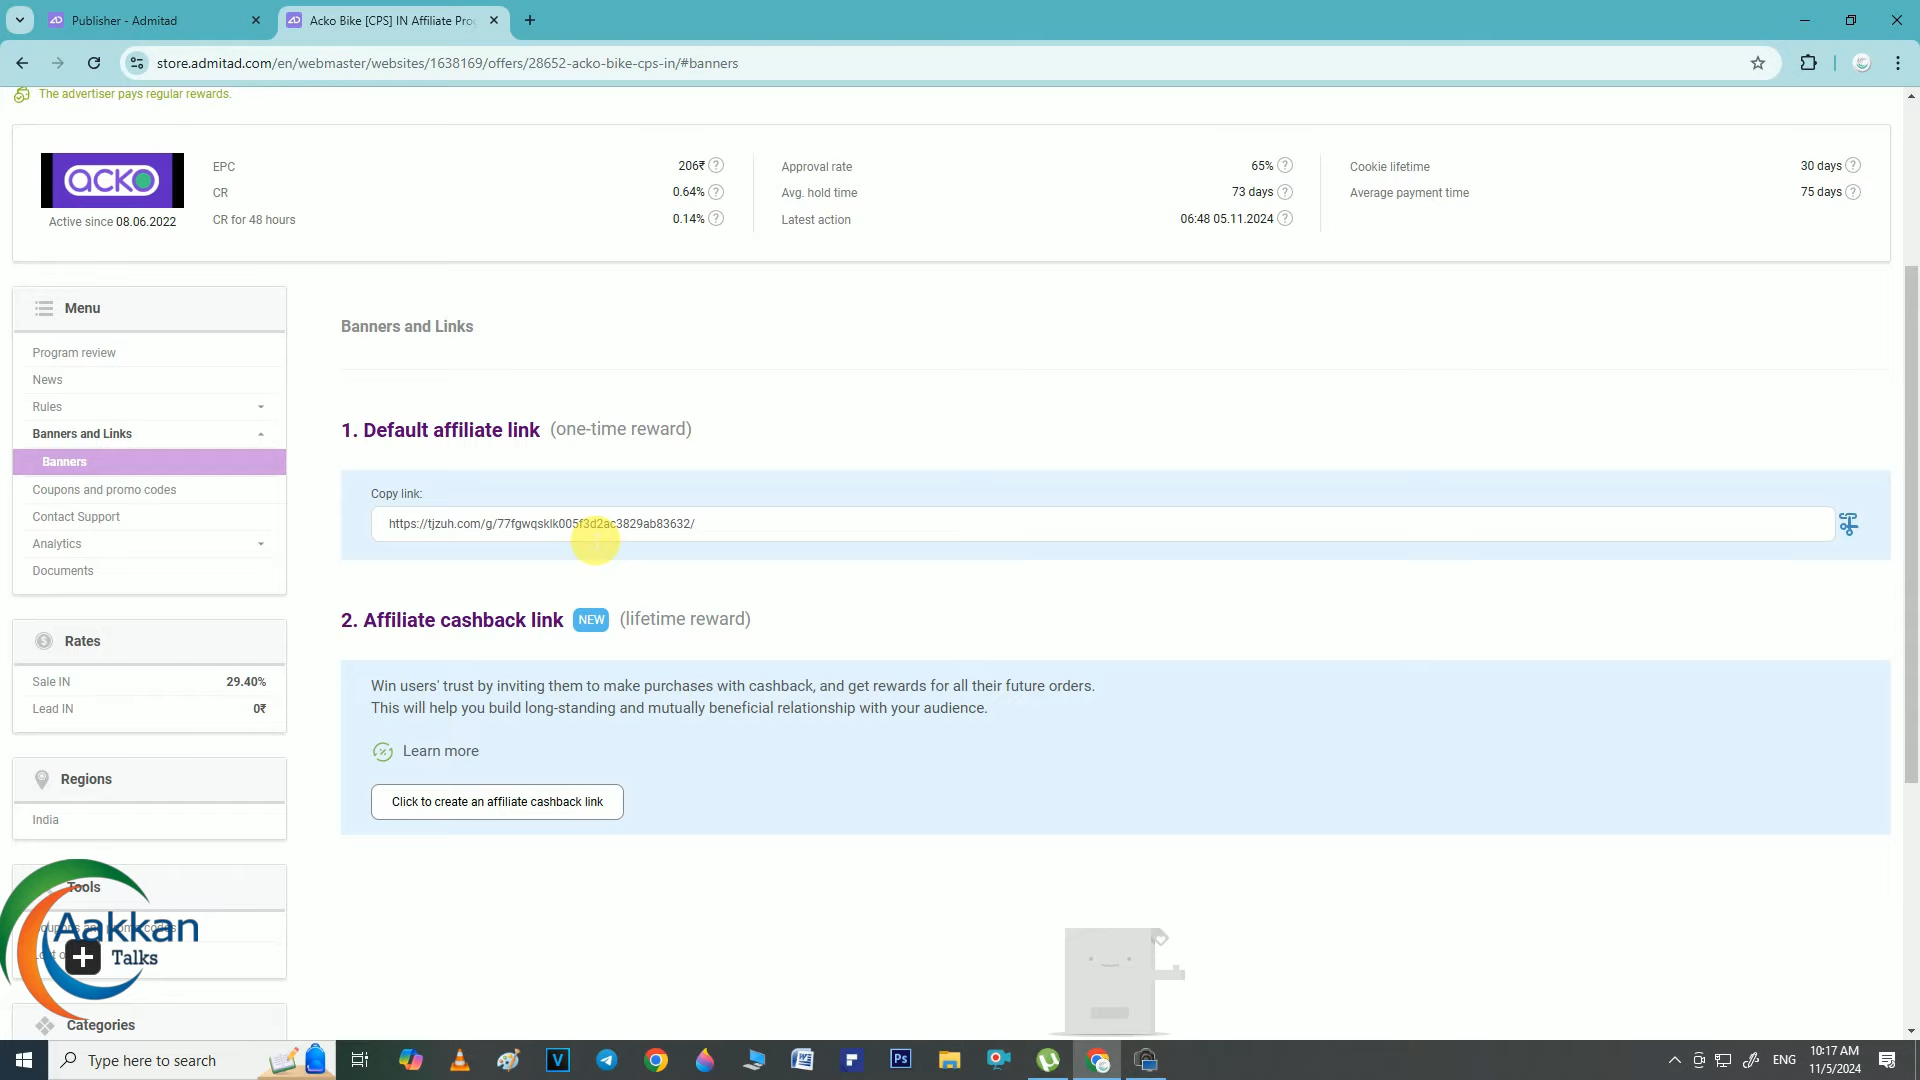 Publisher - Admitad
Acko Bike [CPS] IN Affiliate Pro
store.admitad.com/en/webmaster/websites/1638169/offers/28652-acko-bike-cps-in/#banners
The advertiser pays regular rewards.
acko
Active since 08.06.2022
EPC 206₹
CR 0.64%
CR for 48 hours 0.14%
Approval rate 65%
Avg. hold time 73 days
Latest action 06:48 05.11.2024
Cookie lifetime 30 days
Average payment time 75 days
Menu
Program review
News
Rules
Banners and Links
Banners
Coupons and promo codes
Contact Support
Analytics
Documents
Rates
Sale IN 29.40%
Lead IN 0₹
Regions
India
Tools
Aakkan
Talks
Categories
Banners and Links
1. Default affiliate link (one-time reward)
Copy link:
https://tjzuh.com/g/77fgwqsklk005f3d2ac3829ab83632/
2. Affiliate cashback link NEW (lifetime reward)
Win users' trust by inviting them to make purchases with cashback, and get rewards for all their future orders.
This will help you build long-standing and mutually beneficial relationship with your audience.
Learn more
Click to create an affiliate cashback link
Type here to search
ENG
10:17 AM
11/5/2024